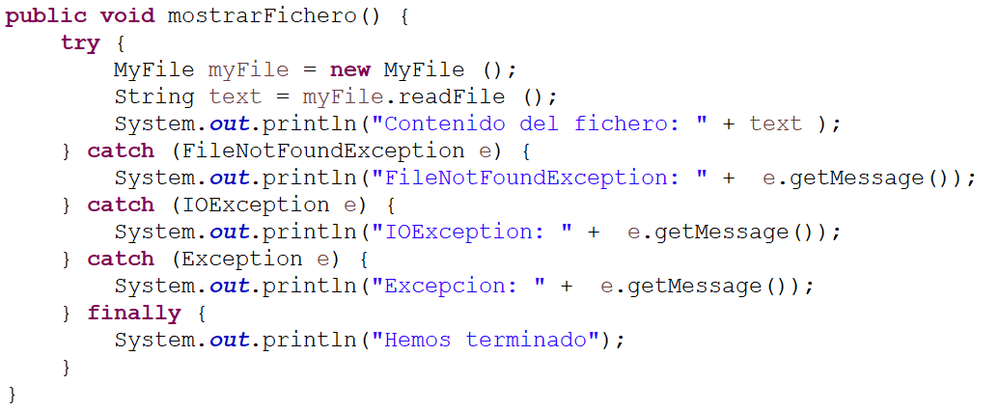 public void mostrarFichero() {
    try {
        MyFile myFile = new MyFile ();
        String text = myFile.readFile ();
        System.out.println("Contenido del fichero: " + text );
    } catch (FileNotFoundException e) {
        System.out.println("FileNotFoundException: " +  e.getMessage());
    } catch (IOException e) {
        System.out.println("IOException: " +  e.getMessage());
    } catch (Exception e) {
        System.out.println("Excepcion: " +  e.getMessage());
    } finally {
        System.out.println("Hemos terminado");
    }
}